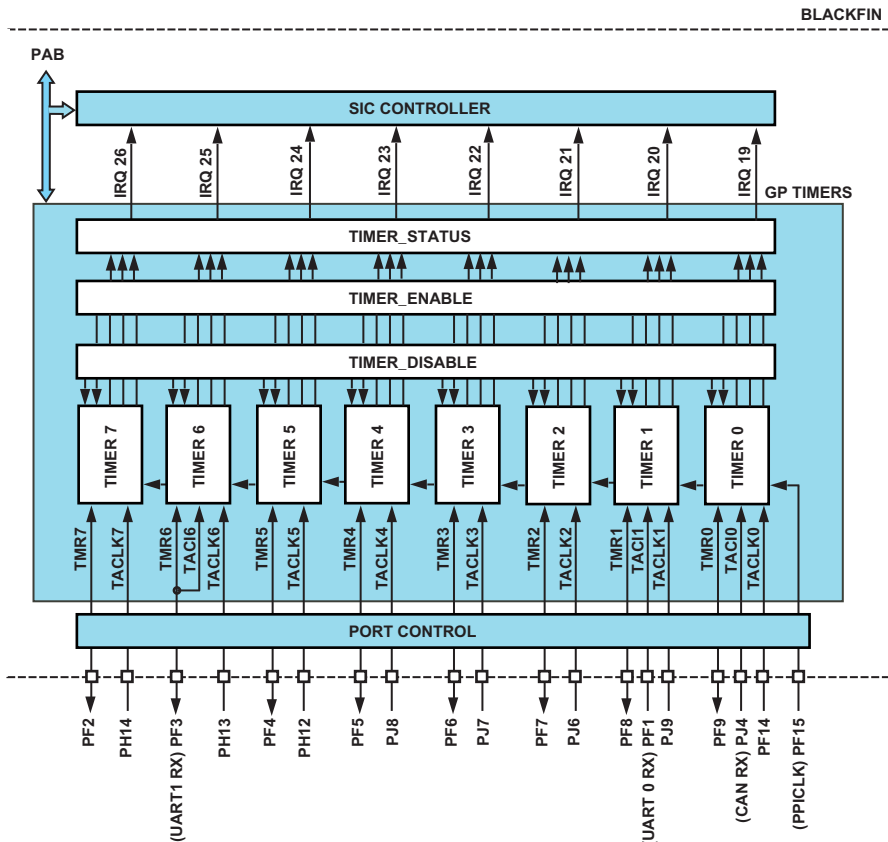 BLACKFIN
PAB
SIC CONTROLLER
IRQ 26
IRQ 25
IRQ 24
IRQ 23
IRQ 22
IRQ 21
IRQ 20
IRQ 19
GP TIMERS
TIMER_STATUS
TIMER_ENABLE
TIMER_DISABLE
TIMER 7
TIMER 6
TIMER 5
TIMER 4
TIMER 3
TIMER 2
TIMER 1
TIMER 0
TMR7
TACLK7
TMR6
TACI6
TACLK6
TMR5
TACLK5
TMR4
TACLK4
TMR3
TACLK3
TMR2
TACLK2
TMR1
TACI1
TACLK1
TMR0
TACI0
TACLK0
PORT CONTROL
PF2
PH14
(UART1 RX) PF3
PH13
PF4
PH12
PF5
PJ8
PF6
PJ7
PF7
PJ6
PF8
(UART 0 RX) PF1
PJ9
PF9
(CAN RX) PJ4
PF14
(PPICLK) PF15